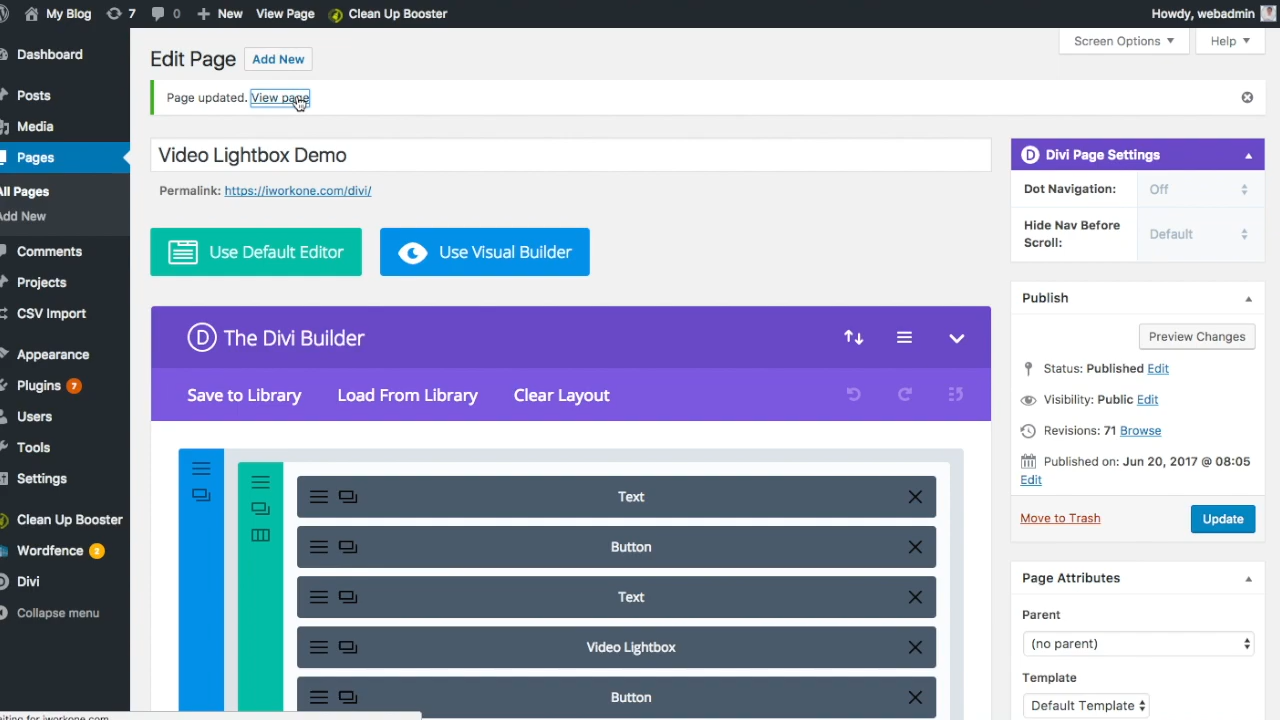 My Blog 7 0 New View Page Clean Up Booster Howdy, webadmin
Screen Options Help
Dashboard
Posts
Media
Pages
All Pages
Add New
Comments
Projects
CSV Import
Appearance
Plugins 7
Users
Tools
Settings
Clean Up Booster
Wordfence 2
Divi
Collapse menu
Edit Page Add New
Page updated. View page
Video Lightbox Demo
Permalink: https://iworkone.com/divi/
Use Default Editor Use Visual Builder
D The Divi Builder
Save to Library Load From Library Clear Layout
Text
Button
Text
Video Lightbox
Button
D Divi Page Settings
Dot Navigation: Off
Hide Nav Before
Scroll: Default
Publish
Preview Changes
Status: Published Edit
Visibility: Public Edit
Revisions: 71 Browse
Published on: Jun 20, 2017 @ 08:05
Edit
Move to Trash Update
Page Attributes
Parent
(no parent)
Template
Default Template